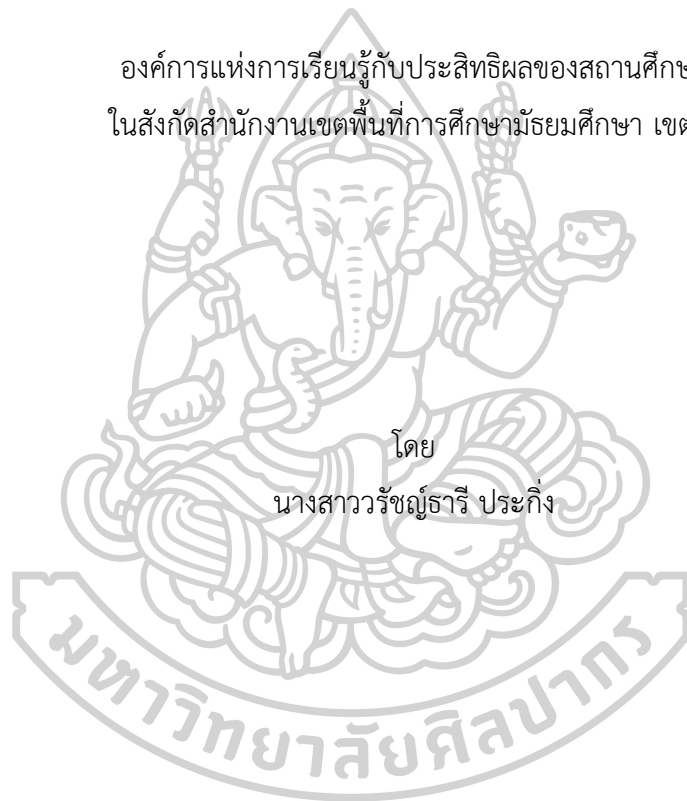 องค์การแห่งการเรียนรู้กับประสิทธิผลของสถานศึกษ
ในสังกัดสำนักงานเขตพื้นที่การศึกษามัธยมศึกษา เขต
โดย
นางสาววรัชญ์ธารี ประกิ่ง
มหาวิทยาลัยศิลปากร